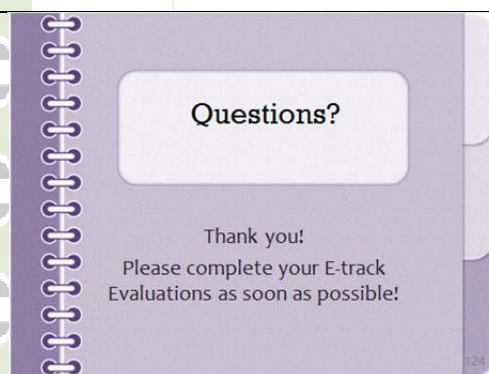 Questions?
Thank you!
Please complete your E-track
Evaluations as soon as possible!
124